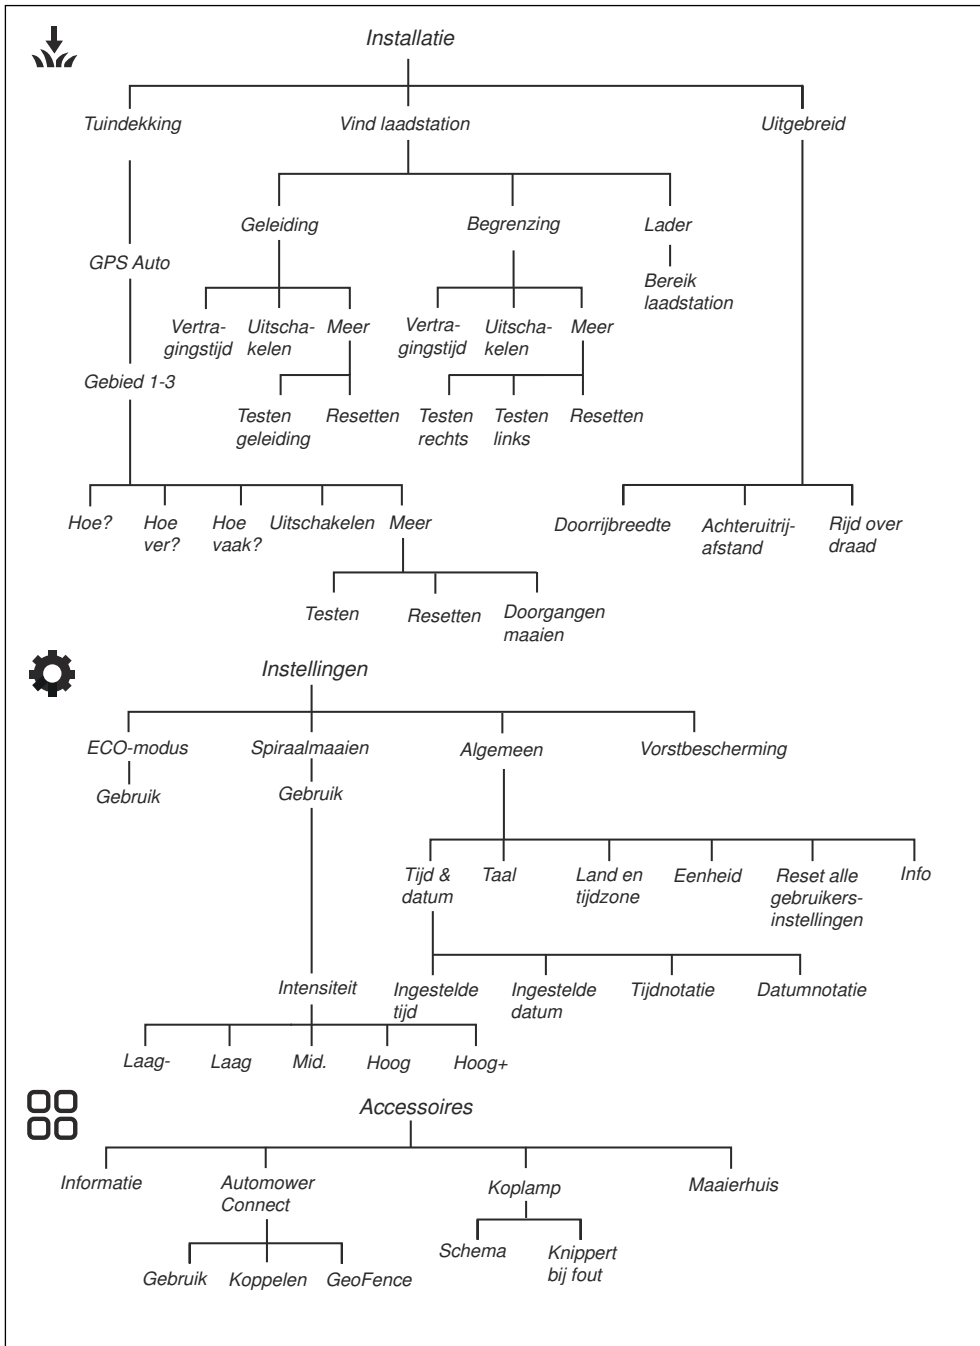 Installatie
Tuindekking
Vind laadstation
Uitgebreid
Geleiding
Begrenzing
Lader
GPS Auto
Bereik
laadstation
Vertra-
gingstijd
Uitscha-
kelen
Meer
Vertra-
gingstijd
Uitscha-
kelen
Meer
Gebied 1-3
Testen
geleiding
Resetten
Testen
rechts
Testen
links
Resetten
Hoe?
Hoe
ver?
Hoe
vaak?
Uitschakelen
Meer
Doorrijbreedte
Achteruitrij-
afstand
Rijd over
draad
Testen
Resetten
Doorgangen
maaien
Instellingen
ECO-modus
Spiraalmaaien
Algemeen
Vorstbescherming
Gebruik
Gebruik
Tijd &
datum
Taal
Land en
tijdzone
Eenheid
Reset alle
gebruikers-
instellingen
Info
Intensiteit
Ingestelde
tijd
Ingestelde
datum
Tijdnotatie
Datumnotatie
Laag-
Laag
Mid.
Hoog
Hoog+
Accessoires
Informatie
Automower
Connect
Koplamp
Maaierhuis
Gebruik
Koppelen
GeoFence
Schema
Knippert
bij fout